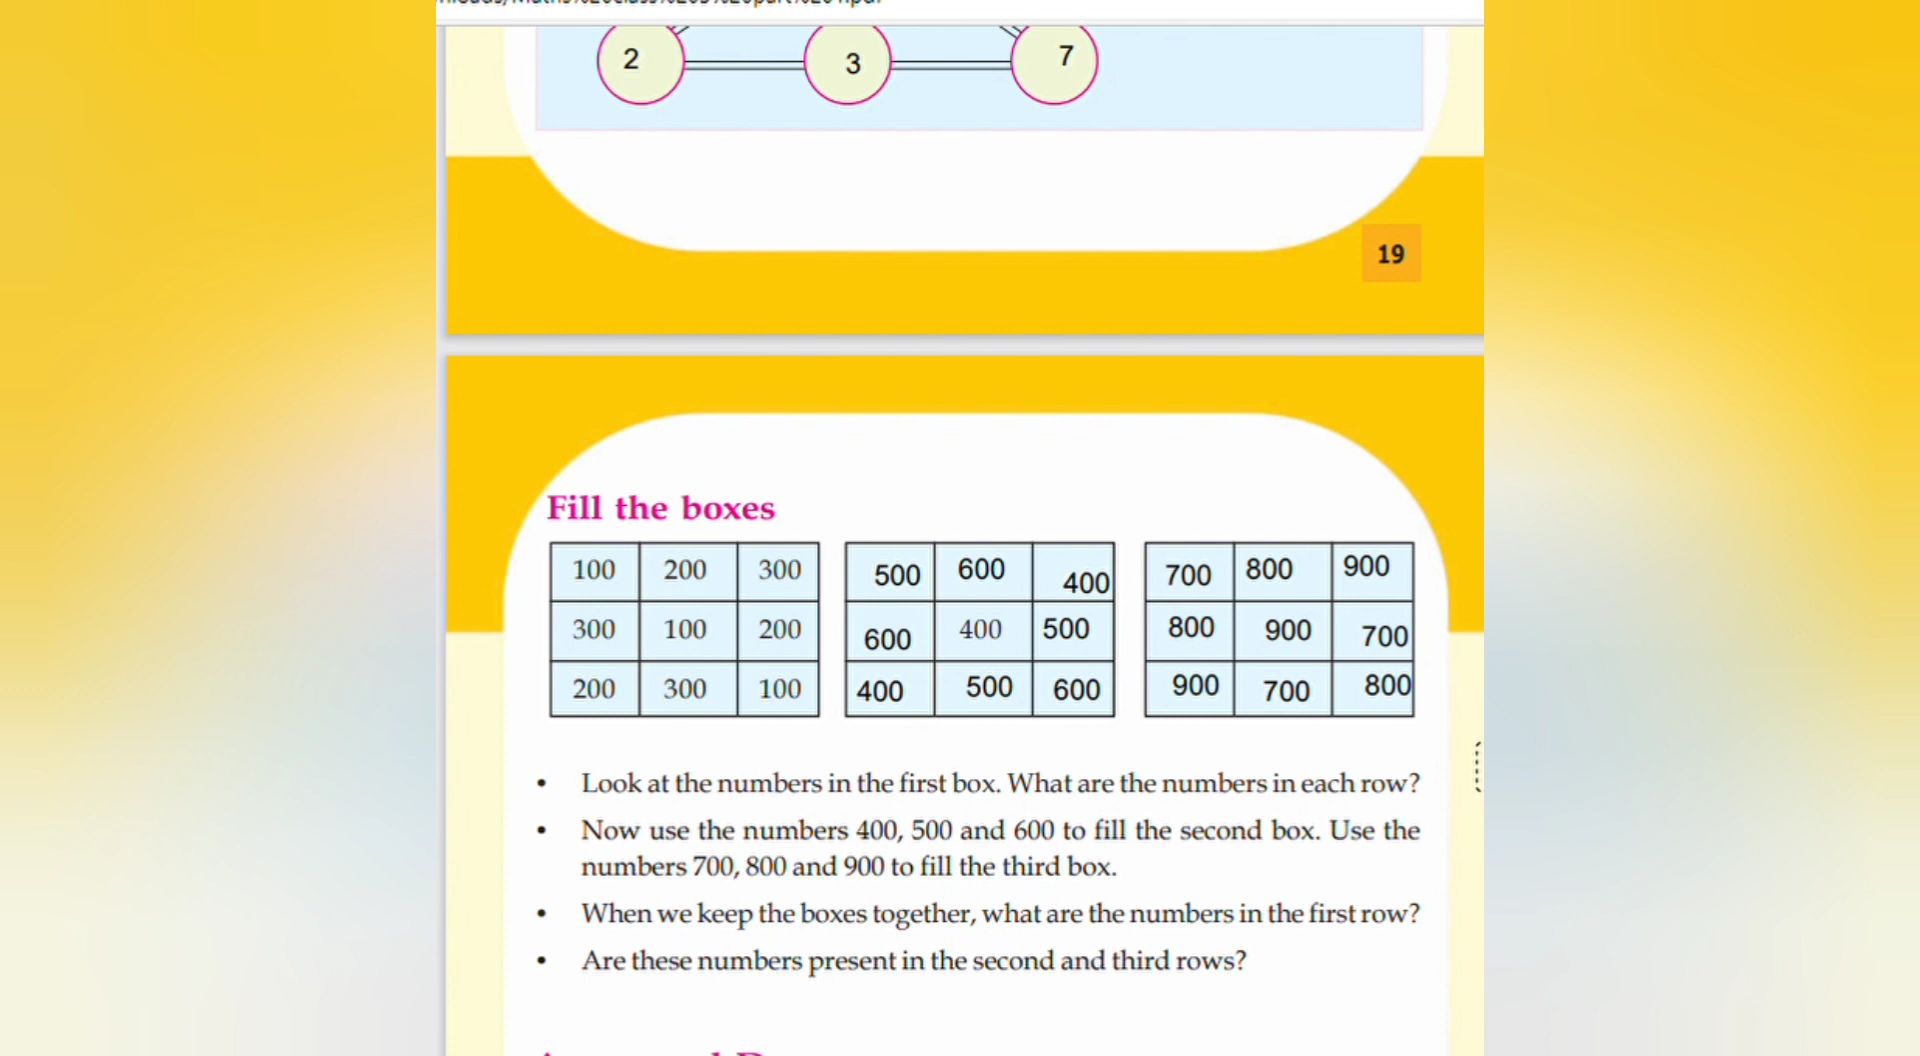 2 3 7
19
Fill the boxes
100 200 300 500 600 400 700 800 900
300 100 200 600 400 500 800 900 700
200 300 100 400 500 600 900 700 800
• Look at the numbers in the first box. What are the numbers in each row?
• Now use the numbers 400, 500 and 600 to fill the second box. Use the
numbers 700, 800 and 900 to fill the third box.
• When we keep the boxes together, what are the numbers in the first row?
• Are these numbers present in the second and third rows?